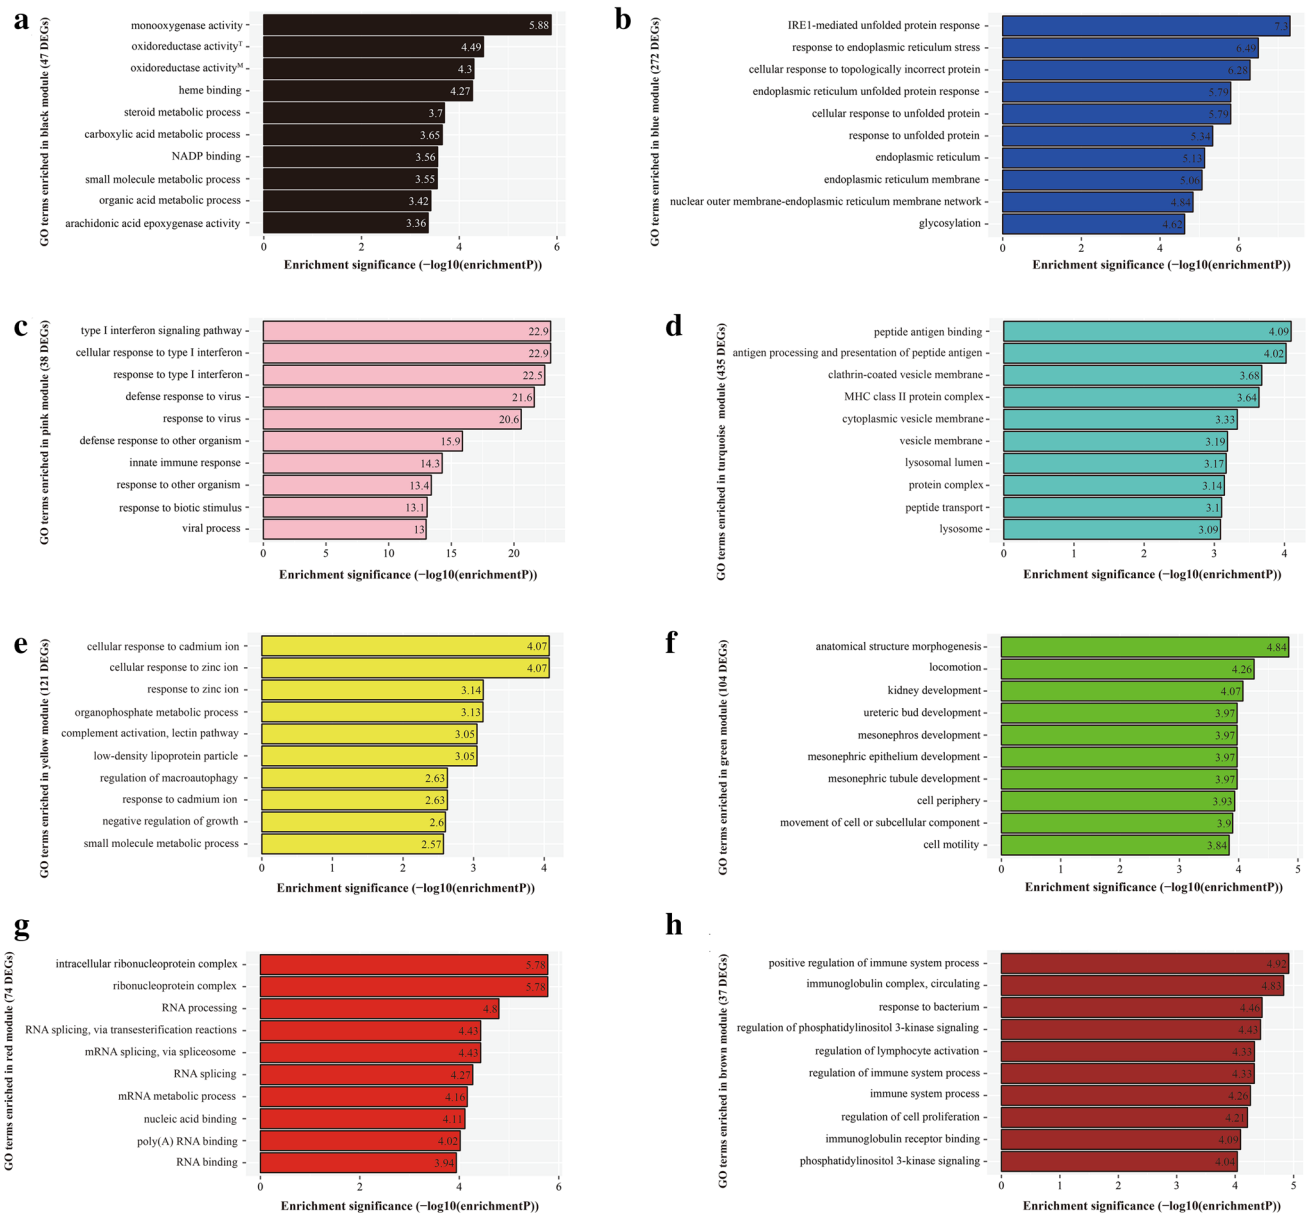 a
GO terms enriched in black module (47 DEGs)
monooxygenase activity 5.88
oxidoreductase activityᵀ 4.49
oxidoreductase activityᴹ 4.3
heme binding 4.27
steroid metabolic process 3.7
carboxylic acid metabolic process 3.65
NADP binding 3.56
small molecule metabolic process 3.55
organic acid metabolic process 3.42
arachidonic acid epoxygenase activity 3.36
0 2 4 6
Enrichment significance (−log10(enrichmentP))
b
GO terms enriched in blue module (272 DEGs)
IRE1-mediated unfolded protein response 7.3
response to endoplasmic reticulum stress 6.49
cellular response to topologically incorrect protein 6.28
endoplasmic reticulum unfolded protein response 5.79
cellular response to unfolded protein 5.79
response to unfolded protein 5.34
endoplasmic reticulum 5.13
endoplasmic reticulum membrane 5.06
nuclear outer membrane-endoplasmic reticulum membrane network 4.84
glycosylation 4.62
0 2 4 6
Enrichment significance (−log10(enrichmentP))
c
GO terms enriched in pink module (38 DEGs)
type I interferon signaling pathway 22.9
cellular response to type I interferon 22.9
response to type I interferon 22.5
defense response to virus 21.6
response to virus 20.6
defense response to other organism 15.9
innate immune response 14.3
response to other organism 13.4
response to biotic stimulus 13.1
viral process 13
0 5 10 15 20
Enrichment significance (−log10(enrichmentP))
d
GO terms enriched in turquoise module (435 DEGs)
peptide antigen binding 4.09
antigen processing and presentation of peptide antigen 4.02
clathrin-coated vesicle membrane 3.68
MHC class II protein complex 3.64
cytoplasmic vesicle membrane 3.33
vesicle membrane 3.19
lysosomal lumen 3.17
protein complex 3.14
peptide transport 3.1
lysosome 3.09
0 1 2 3 4
Enrichment significance (−log10(enrichmentP))
e
GO terms enriched in yellow module (121 DEGs)
cellular response to cadmium ion 4.07
cellular response to zinc ion 4.07
response to zinc ion 3.14
organophosphate metabolic process 3.13
complement activation, lectin pathway 3.05
low-density lipoprotein particle 3.05
regulation of macroautophagy 2.63
response to cadmium ion 2.63
negative regulation of growth 2.6
small molecule metabolic process 2.57
0 1 2 3 4
Enrichment significance (−log10(enrichmentP))
f
GO terms enriched in green module (104 DEGs)
anatomical structure morphogenesis 4.84
locomotion 4.26
kidney development 4.07
ureteric bud development 3.97
mesonephros development 3.97
mesonephric epithelium development 3.97
mesonephric tubule development 3.97
cell periphery 3.93
movement of cell or subcellular component 3.9
cell motility 3.84
0 1 2 3 4 5
Enrichment significance (−log10(enrichmentP))
g
GO terms enriched in red module (74 DEGs)
intracellular ribonucleoprotein complex 5.78
ribonucleoprotein complex 5.78
RNA processing 4.8
RNA splicing, via transesterification reactions 4.43
mRNA splicing, via spliceosome 4.43
RNA splicing 4.27
mRNA metabolic process 4.16
nucleic acid binding 4.11
poly(A) RNA binding 4.02
RNA binding 3.94
0 2 4 6
Enrichment significance (−log10(enrichmentP))
h
GO terms enriched in brown module (37 DEGs)
positive regulation of immune system process 4.92
immunoglobulin complex, circulating 4.83
response to bacterium 4.46
regulation of phosphatidylinositol 3-kinase signaling 4.43
regulation of lymphocyte activation 4.33
regulation of immune system process 4.33
immune system process 4.26
regulation of cell proliferation 4.21
immunoglobulin receptor binding 4.09
phosphatidylinositol 3-kinase signaling 4.04
0 1 2 3 4 5
Enrichment significance (−log10(enrichmentP))